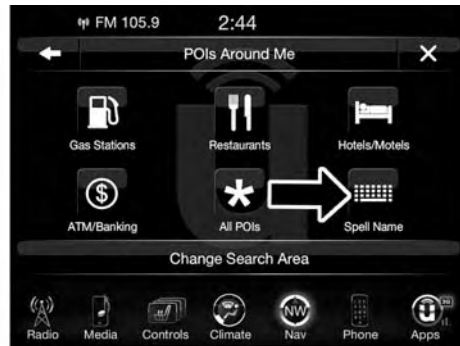 FM 105.9 2:44
POIs Around Me
Gas Stations Restaurants Hotels/Motels
ATM/Banking All POIs Spell Name
Change Search Area
NW
Radio Media Controls Climate Nav Phone Apps